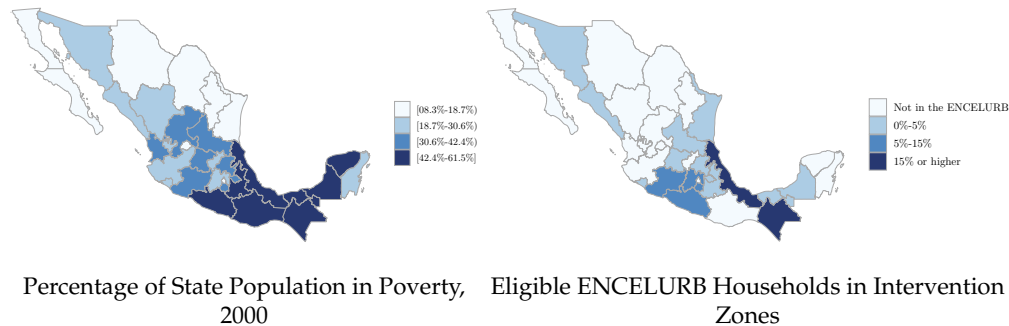 [08.3%-18.7%)
[18.7%-30.6%)
[30.6%-42.4%)
[42.4%-61.5%]
Not in the ENCELURB
0%-5%
5%-15%
15% or higher
Percentage of State Population in Poverty,
2000
Eligible ENCELURB Households in Intervention
Zones